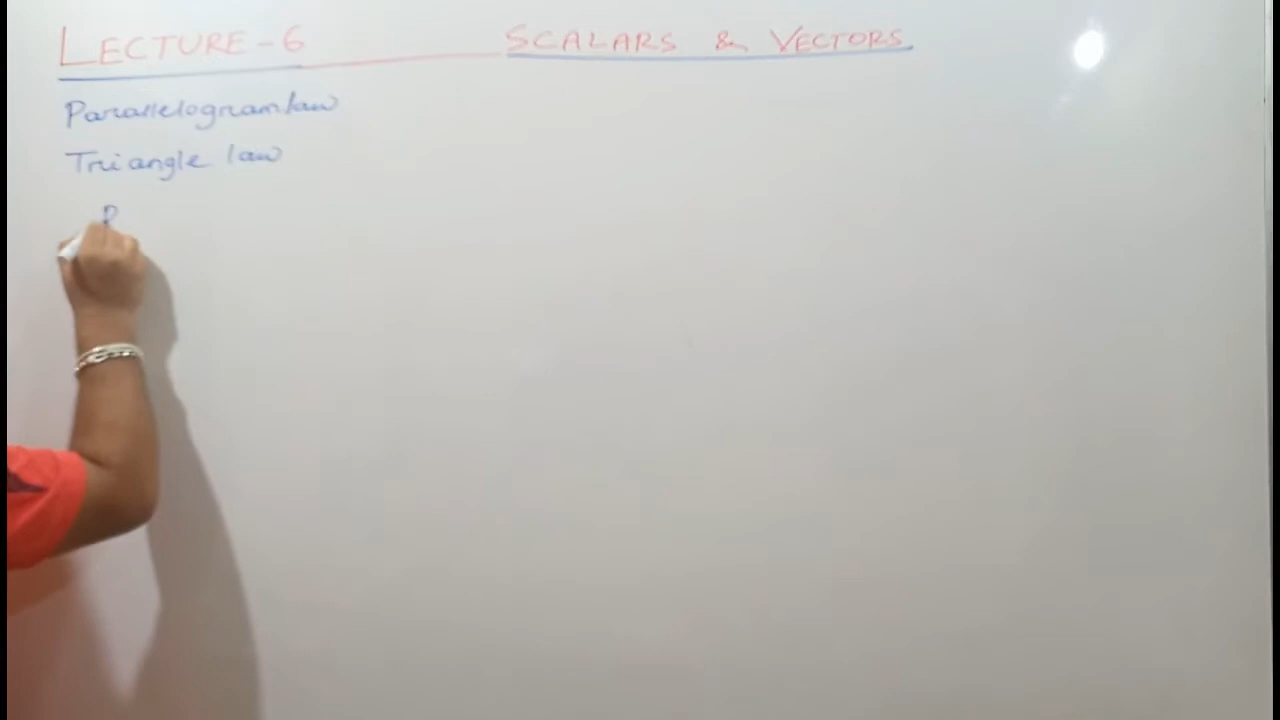 LECTURE-6 SCALARS & VECTORS
Parallelogram law
Triangle law